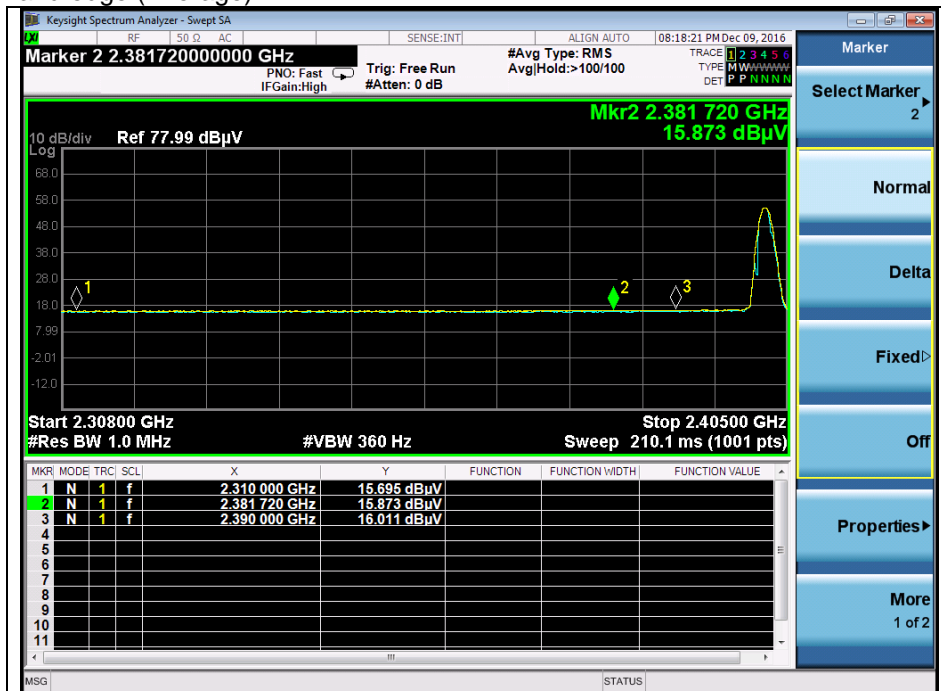 Keysight Spectrum Analyzer - Swept SA
LXI RF 50 Ω AC SENSE:INT ALIGN AUTO 08:18:21 PM Dec 09, 2016
Marker 2 2.381720000000 GHz
PNO: Fast
IFGain:High
Trig: Free Run
#Atten: 0 dB
#Avg Type: RMS
Avg|Hold:>100/100
TRACE 1 2 3 4 5 6
TYPE M WWWWW
DET P P N N N N
Marker
Select Marker
2
Normal
Delta
Fixed
Off
Properties
More
1 of 2
Mkr2 2.381 720 GHz
15.873 dBµV
10 dB/div Ref 77.99 dBµV
Log
68.0
58.0
48.0
38.0
28.0
18.0
7.99
-2.01
-12.0
1
2
3
Start 2.30800 GHz Stop 2.40500 GHz
#Res BW 1.0 MHz #VBW 360 Hz Sweep 210.1 ms (1001 pts)
MKR MODE TRC SCL X Y FUNCTION FUNCTION WIDTH FUNCTION VALUE
1 N 1 f 2.310 000 GHz 15.695 dBµV
2 N 1 f 2.381 720 GHz 15.873 dBµV
3 N 1 f 2.390 000 GHz 16.011 dBµV
4
5
6
7
8
9
10
11
MSG STATUS